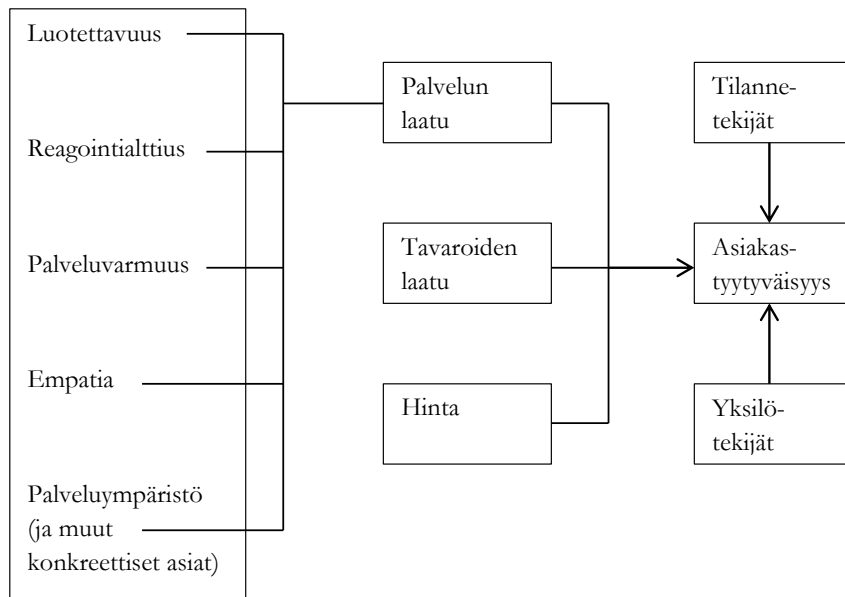 Luotettavuus
Reagointialttius
Palveluvarmuus
Empatia
Palveluympäristö
(ja muut
konkreettiset asiat)
Palvelun
laatu
Tavaroiden
laatu
Hinta
Tilanne-
tekijät
Asiakas-
tyytyväisyys
Yksilö-
tekijät